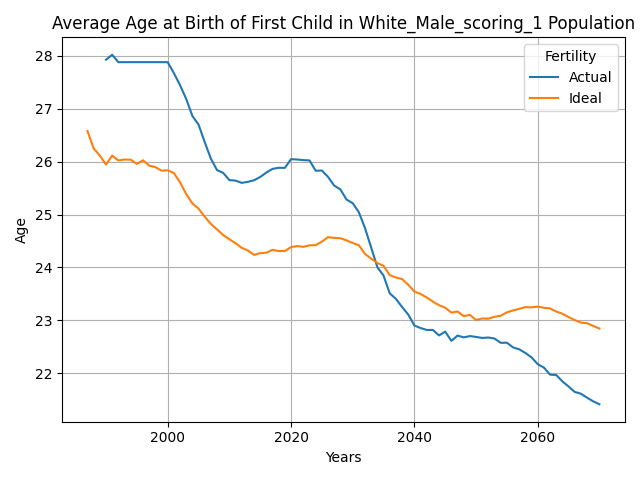 Average Age at Birth of First Child in White_Male_scoring_1 Population
Fertility
Actual
Ideal
28
27
26
25
24
23
22
Age
2000
2020
2040
2060
Years